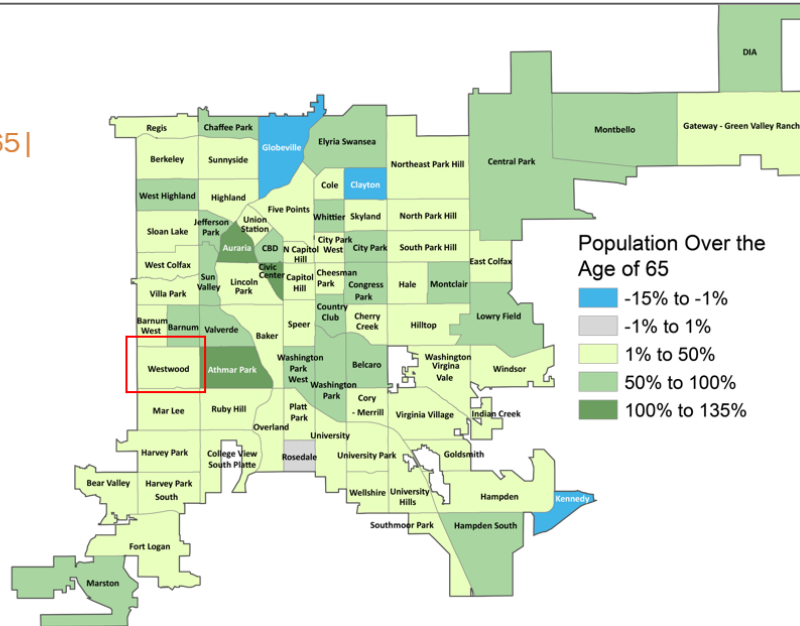 65 |
DIA
Regis
Chaffee Park
Globeville
Elyria Swansea
Montbello
Gateway - Green Valley Ranch
Berkeley
Sunnyside
Northeast Park Hill
Central Park
Cole
Clayton
West Highland
Highland
Five Points
Whittier
Skyland
North Park Hill
Sloan Lake
Jefferson
Park
Union
Station
Auraria
CBD
N Capitol
Hill
City Park
West
City Park
South Park Hill
East Colfax
West Colfax
Sun
Valley
Lincoln
Park
Civic
Center
Capitol
Hill
Cheesman
Park
Congress
Park
Hale
Montclair
Villa Park
Barnum
West
Barnum
Valverde
Baker
Speer
Country
Club
Cherry
Creek
Hilltop
Lowry Field
Westwood
Athmar Park
Washington
Park
West
Washington
Park
Belcaro
Washington
Virgina
Vale
Windsor
Mar Lee
Ruby Hill
Overland
Platt
Park
Cory
- Merrill
Virginia Village
Indian Creek
University
Harvey Park
College View
South Platte
Rosedale
University Park
Goldsmith
Bear Valley
Harvey Park
South
Wellshire
University
Hills
Hampden
Kennedy
Southmoor Park
Hampden South
Fort Logan
Marston
Population Over the
Age of 65
-15% to -1%
-1% to 1%
1% to 50%
50% to 100%
100% to 135%